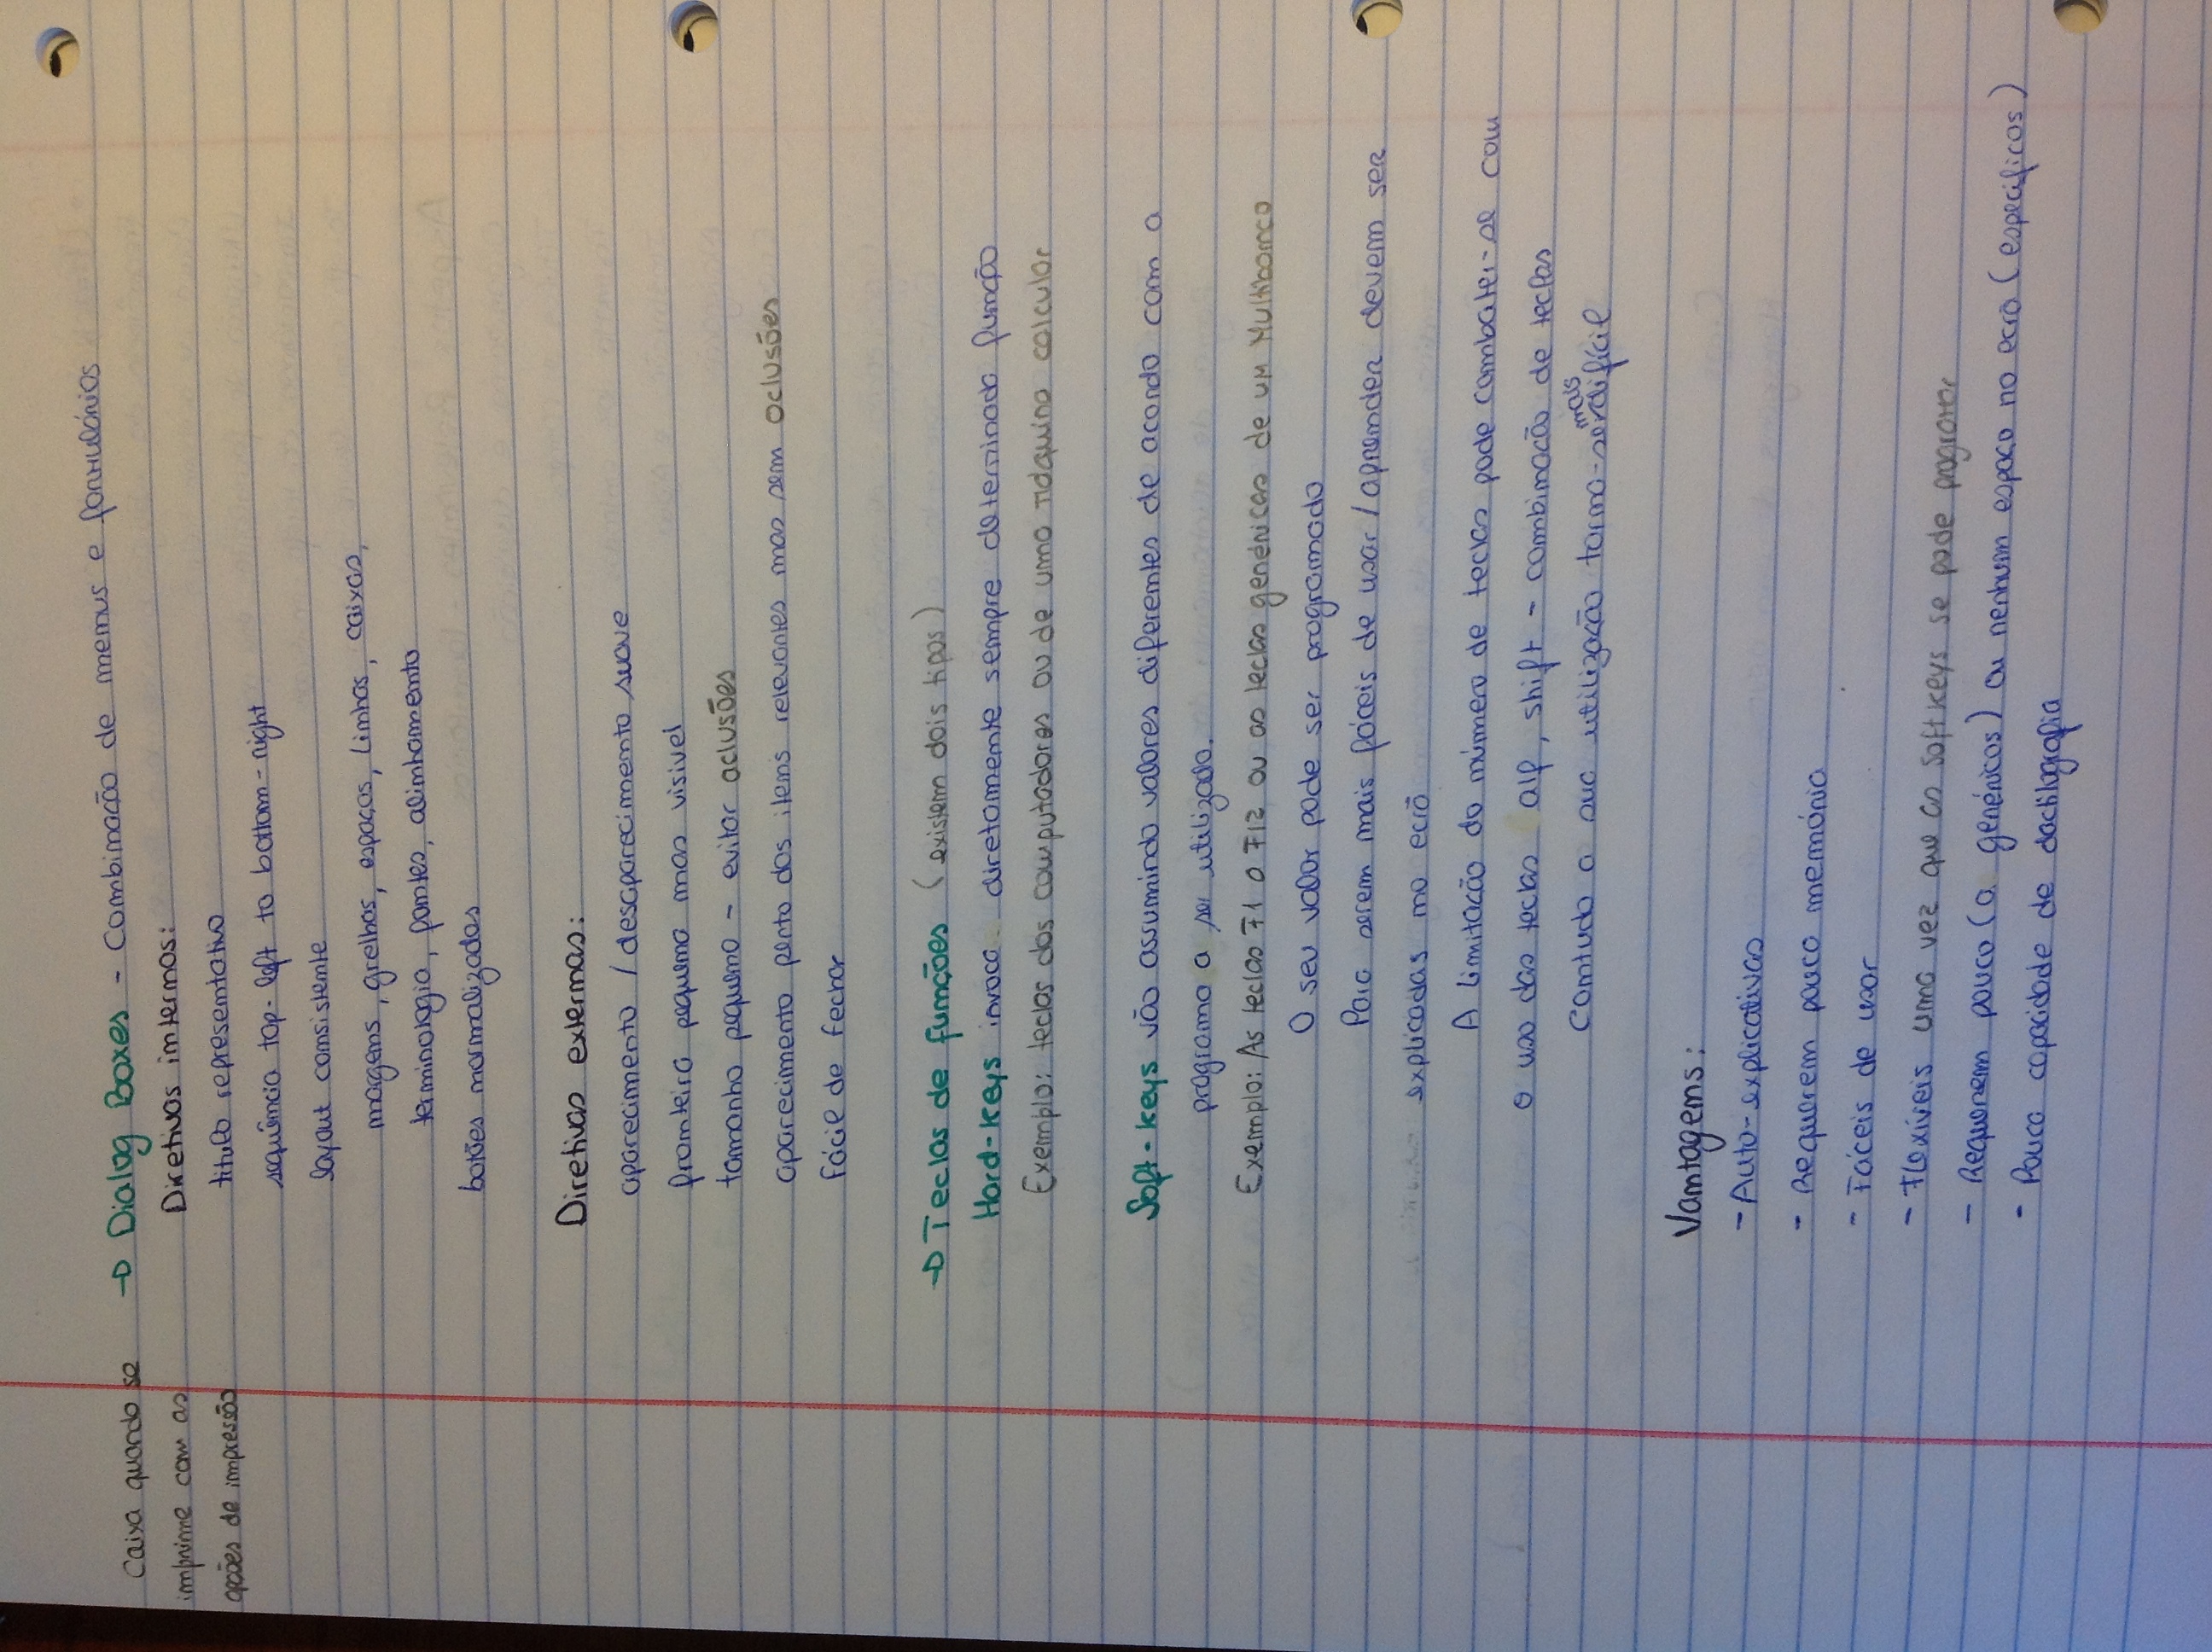 Caixa quando se
imprime com as
opções de impressão
→ Dialog Boxes - Combinação de menus e formulários
Diretivas internas:
titulo representativo
sequência top-left to bottom-right
layout consistente
margens, grelhas, espaços, linhas, caixas,
terminologia, fontes, alinhamento
botões normalizados
Diretivas externas:
aparecimento / desaparecimento suave
fronteira pequena mas visivel
tamanho pequeno - evitar oclusões
aparecimento perto dos items relevantes mas sem oclusões
fácil de fechar
→ Teclas de funções (existem dois tipos)
Hard-keys invoca diretamente sempre determinada função
Exemplo: teclas dos computadores ou de uma máquina calcular
Soft-keys vão assumindo valores diferentes de acordo com o
programa a ser utilizado.
Exemplo: As teclas F1 a F12 ou as teclas genéricas de um Multibanco
O seu valor pode ser programado
Para serem mais fáceis de usar / aprender devem ser
explicadas no ecrã
A limitação do número de teclas pode combater-se com
o uso das teclas alf, shift - combinação de teclas
Contudo a sua utilização torna-se mais difícil
Vantagens:
- Auto-explicativas
- Requerem pouca memória
- Fáceis de usar
- Flexíveis uma vez que as softkeys se pode programar
- Requerem pouco (a genéricos) ou nenhum espaço no ecrã (especificos)
- Pouca capacidade de dactilografia